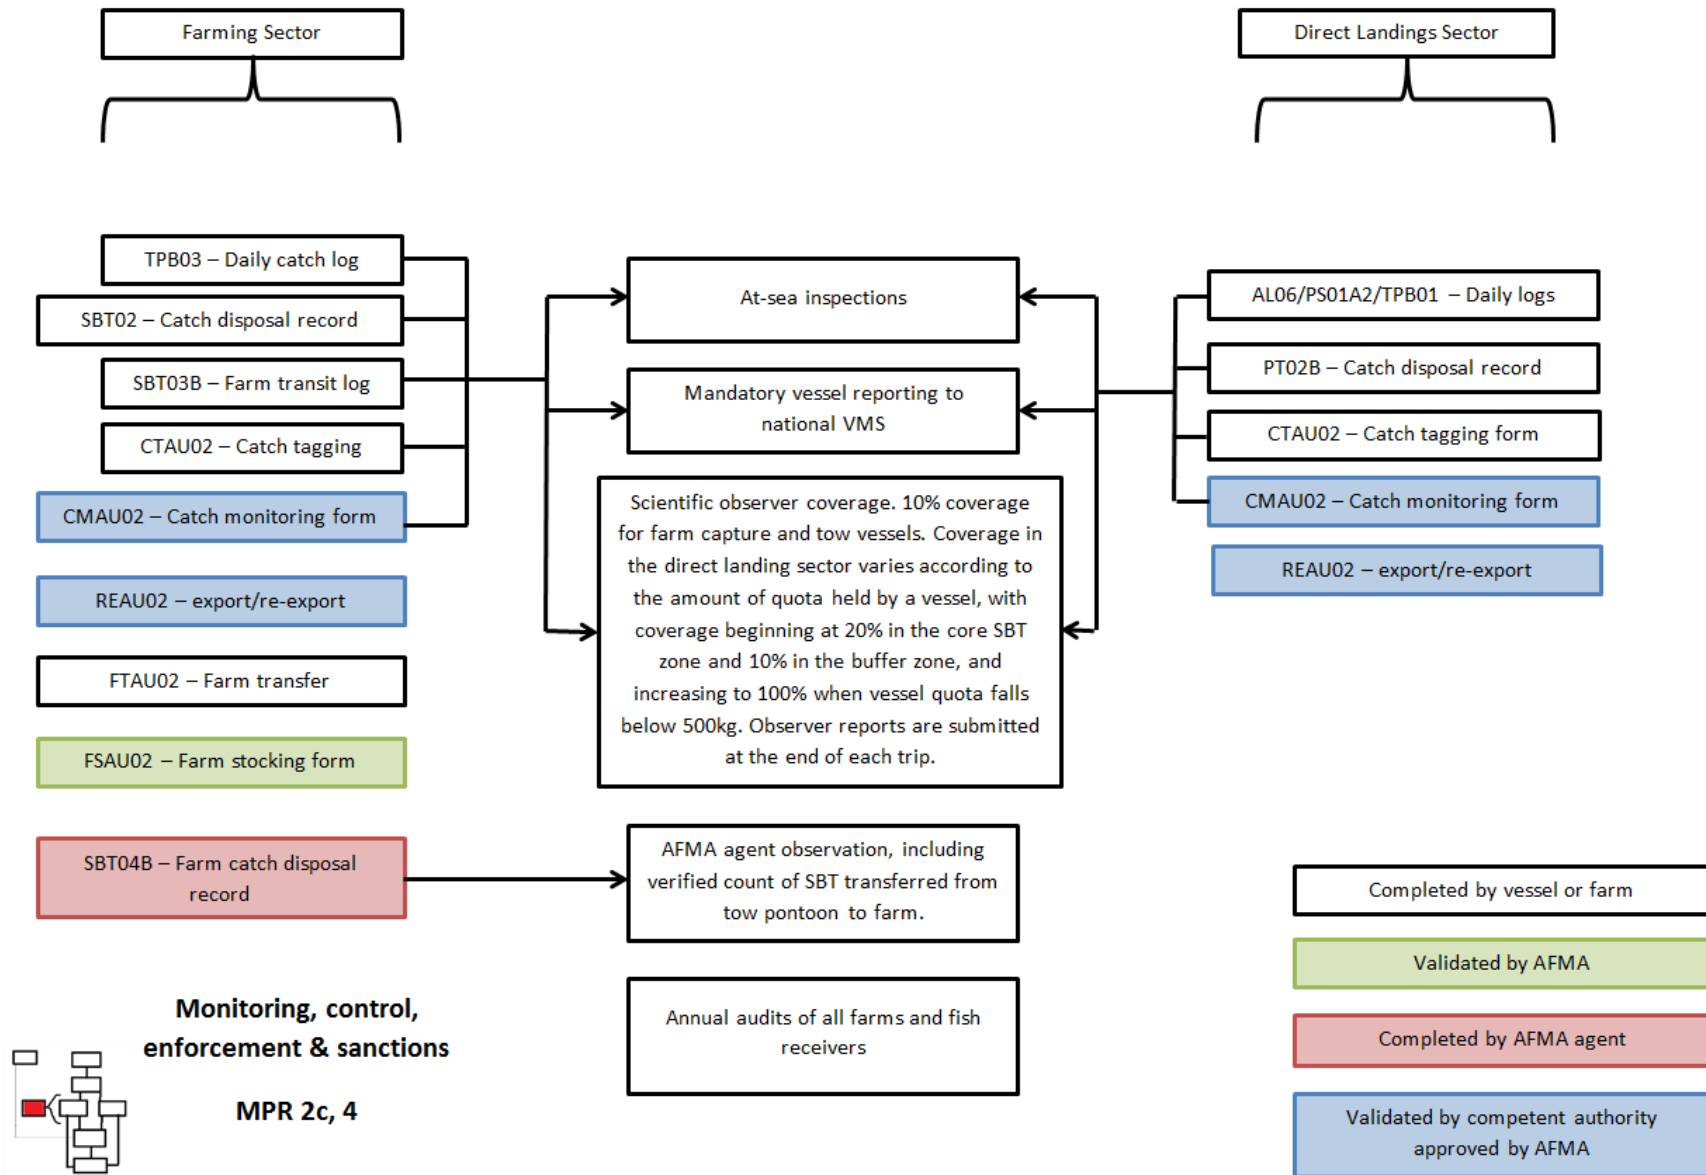 Farming Sector
Direct Landings Sector
TPB03 – Daily catch log
SBT02 – Catch disposal record
SBT03B – Farm transit log
CTAU02 – Catch tagging
CMAU02 – Catch monitoring form
REAU02 – export/re-export
FTAU02 – Farm transfer
FSAU02 – Farm stocking form
SBT04B – Farm catch disposal
record
At-sea inspections
Mandatory vessel reporting to
national VMS
Scientific observer coverage. 10% coverage
for farm capture and tow vessels. Coverage in
the direct landing sector varies according to
the amount of quota held by a vessel, with
coverage beginning at 20% in the core SBT
zone and 10% in the buffer zone, and
increasing to 100% when vessel quota falls
below 500kg. Observer reports are submitted
at the end of each trip.
AFMA agent observation, including
verified count of SBT transferred from
tow pontoon to farm.
Annual audits of all farms and fish
receivers
AL06/PS01A2/TPB01 – Daily logs
PT02B – Catch disposal record
CTAU02 – Catch tagging form
CMAU02 – Catch monitoring form
REAU02 – export/re-export
Completed by vessel or farm
Validated by AFMA
Completed by AFMA agent
Validated by competent authority
approved by AFMA
Monitoring, control,
enforcement & sanctions
MPR 2c, 4